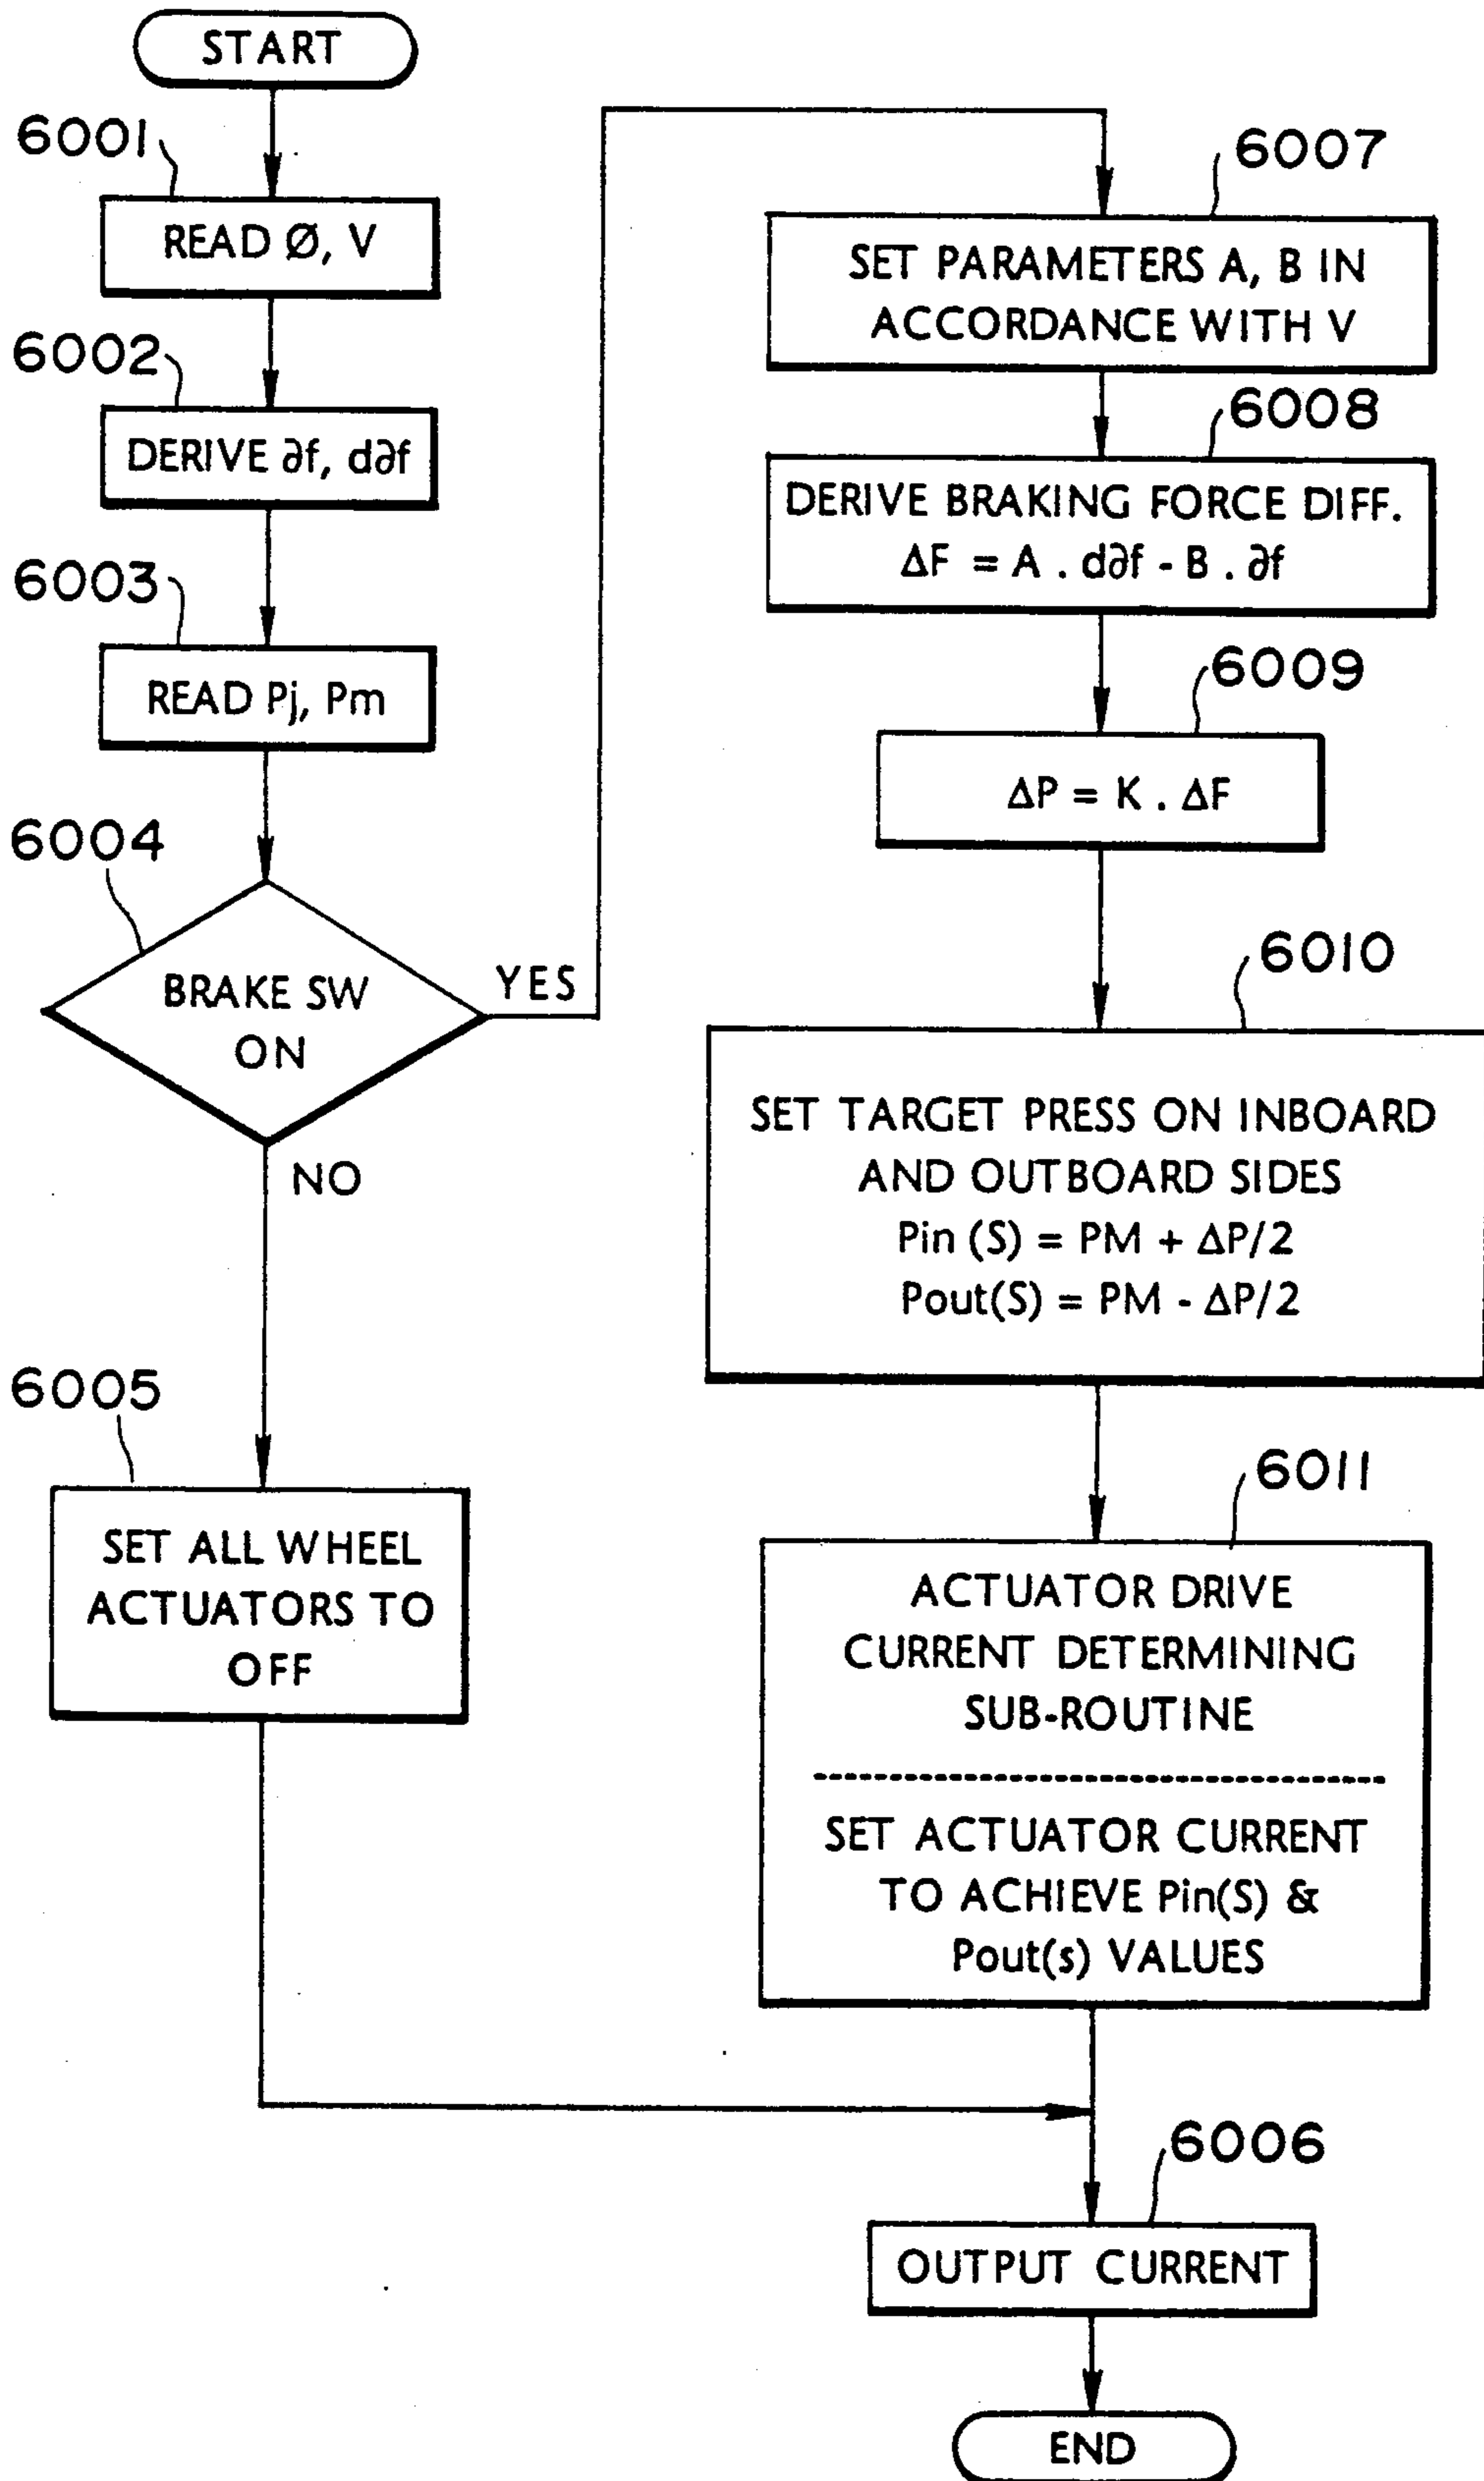 START
6001
READ Ø, V
6002
DERIVE ∂f, d∂f
6003
READ Pj, Pm
6004
BRAKE SW
ON
YES
NO
6005
SET ALL WHEEL
ACTUATORS TO
OFF
6007
SET PARAMETERS A, B IN
ACCORDANCE WITH V
6008
DERIVE BRAKING FORCE DIFF.
ΔF = A . d∂f - B . ∂f
6009
ΔP = K . ΔF
6010
SET TARGET PRESS ON INBOARD
AND OUTBOARD SIDES
Pin (S) = PM + ΔP/2
Pout(S) = PM - ΔP/2
6011
ACTUATOR DRIVE
CURRENT DETERMINING
SUB-ROUTINE
SET ACTUATOR CURRENT
TO ACHIEVE Pin(S) &
Pout(s) VALUES
6006
OUTPUT CURRENT
END